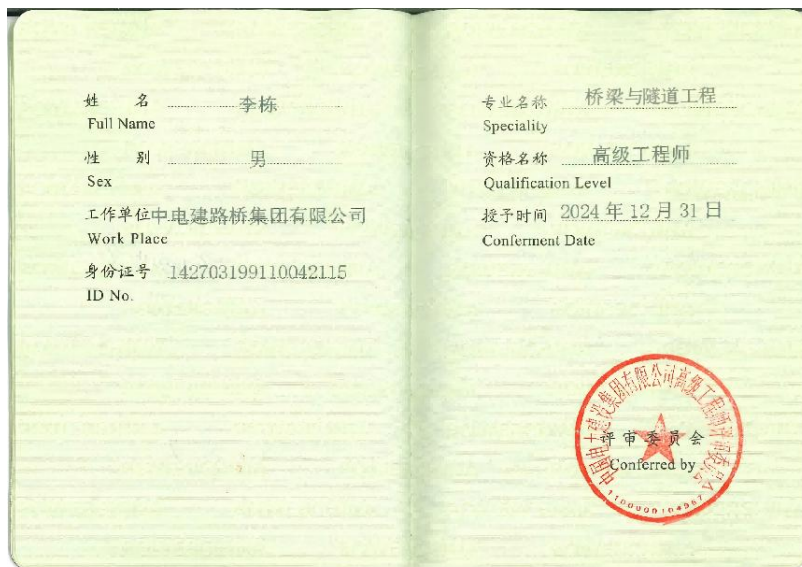 姓 名 李栋
Full Name
性 别 男
Sex
工作单位 中电建路桥集团有限公司
Work Place
身份证号 142703199110042115
ID No.
专业名称 桥梁与隧道工程
Speciality
资格名称 高级工程师
Qualification Level
授予时间 2024 年 12 月 31 日
Conferment Date
评审委员会
Conferred by